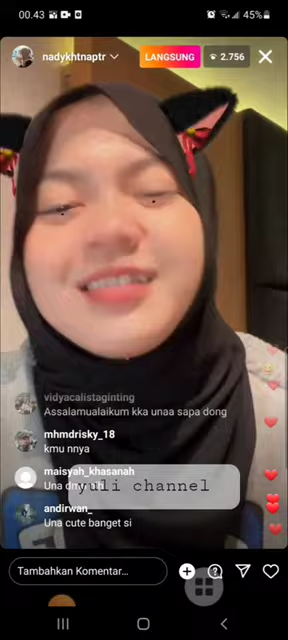 00.43
45%
nadykhtnaptr
LANGSUNG
2.756
vidyacalistaginting
Assalamualaikum kka unaa sapa dong
mhmdrisky_18
kmu nnya
maisyah_khasanah
Una
yuli channel
andirwan_
Una cute banget si
Tambahkan Komentar...